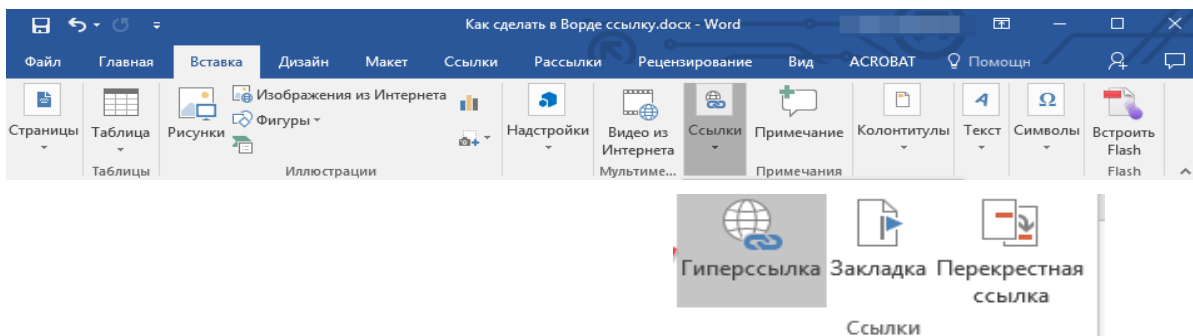 Как сделать в Ворде ссылку.docx - Word
Файл Главная Вставка Дизайн Макет Ссылки Рассылки Рецензирование Вид ACROBAT Помощн
Изображения из Интернета
Фигуры
Страницы Таблица Рисунки Надстройки Видео из Интернета Ссылки Примечание Колонтитулы Текст Символы Встроить Flash
Таблицы Иллюстрации Мультиме... Примечания Flash
Гиперссылка Закладка Перекрестная
ссылка
Ссылки